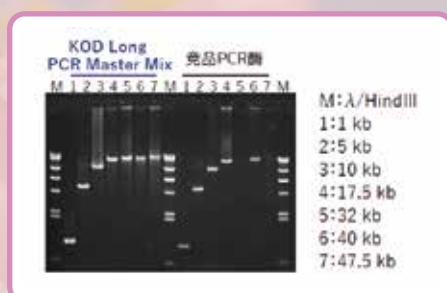 KOD Long
PCR Master Mix
竞品PCR酶
M 1 2 3 4 5 6 7 M 1 2 3 4 5 6 7 M
M:λ/HindIII
1:1 kb
2:5 kb
3:10 kb
4:17.5 kb
5:32 kb
6:40 kb
7:47.5 kb